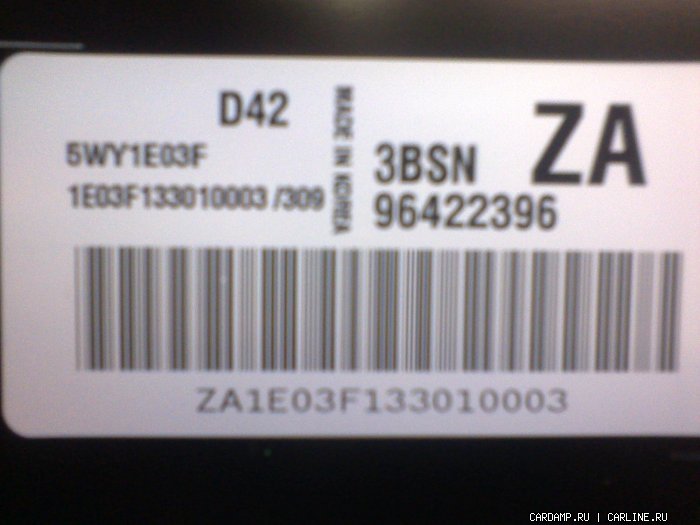 D42
5WY1E03F
1E03F133010003 /309
MADE IN KOREA
3BSN
96422396
ZA
ZA1E03F133010003
CARDAMP.RU | CARLINE.RU